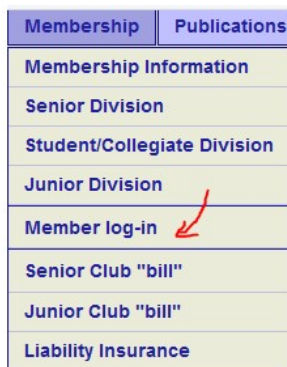 Membership Publications
Membership Information
Senior Division
Student/Collegiate Division
Junior Division
Member log-in
Senior Club "bill"
Junior Club "bill"
Liability Insurance